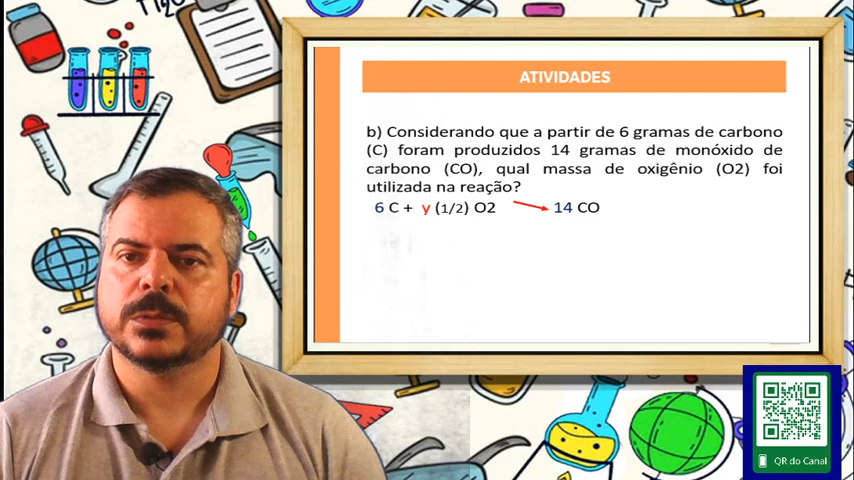 H2O
ATIVIDADES
b) Considerando que a partir de 6 gramas de carbono
(C) foram produzidos 14 gramas de monóxido de
carbono (CO), qual massa de oxigênio (O2) foi
utilizada na reação?
6 C + y (1/2) O2 14 CO
QR do Canal